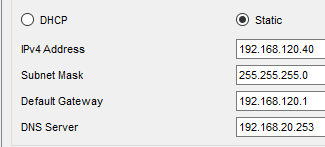 DHCP Static
IPv4 Address 192.168.120.40
Subnet Mask 255.255.255.0
Default Gateway 192.168.120.1
DNS Server 192.168.20.253